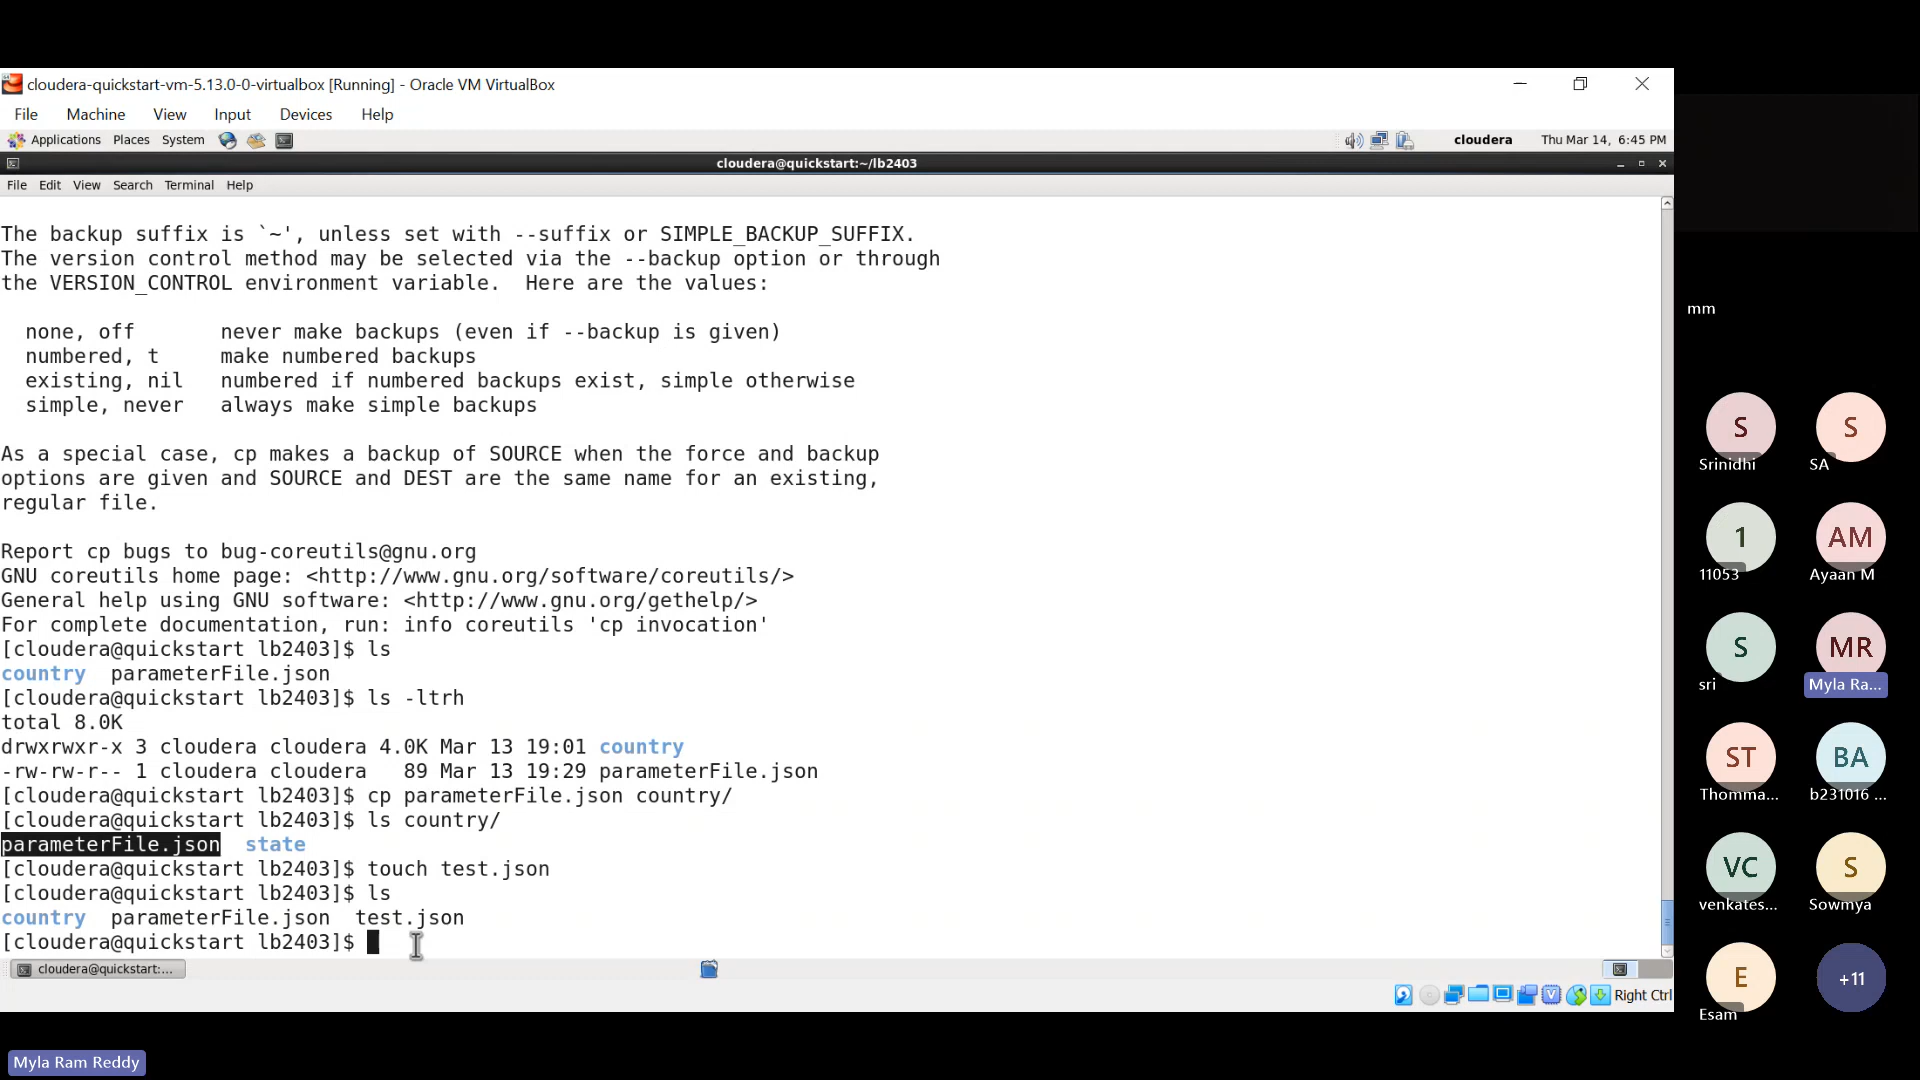 cloudera-quickstart-vm-5.13.0-0-virtualbox [Running] - Oracle VM VirtualBox
File Machine View Input Devices Help
Applications Places System cloudera Thu Mar 14, 6:45 PM
cloudera@quickstart:~/lb2403
File Edit View Search Terminal Help
The backup suffix is `~', unless set with --suffix or SIMPLE_BACKUP_SUFFIX.
The version control method may be selected via the --backup option or through
the VERSION_CONTROL environment variable.  Here are the values:
none, off       never make backups (even if --backup is given)
numbered, t     make numbered backups
existing, nil   numbered if numbered backups exist, simple otherwise
simple, never   always make simple backups
As a special case, cp makes a backup of SOURCE when the force and backup
options are given and SOURCE and DEST are the same name for an existing,
regular file.
Report cp bugs to bug-coreutils@gnu.org
GNU coreutils home page: <http://www.gnu.org/software/coreutils/>
General help using GNU software: <http://www.gnu.org/gethelp/>
For complete documentation, run: info coreutils 'cp invocation'
[cloudera@quickstart lb2403]$ ls
country  parameterFile.json
[cloudera@quickstart lb2403]$ ls -ltrh
total 8.0K
drwxrwxr-x 3 cloudera cloudera 4.0K Mar 13 19:01 country
-rw-rw-r-- 1 cloudera cloudera   89 Mar 13 19:29 parameterFile.json
[cloudera@quickstart lb2403]$ cp parameterFile.json country/
[cloudera@quickstart lb2403]$ ls country/
parameterFile.json  state
[cloudera@quickstart lb2403]$ touch test.json
[cloudera@quickstart lb2403]$ ls
country  parameterFile.json  test.json
[cloudera@quickstart lb2403]$
cloudera@quickstart:...
Right Ctrl
Myla Ram Reddy
mm
S S
Srinidhi SA
1 AM
11053 Ayaan M
S MR
sri Myla Ra...
ST BA
Thomma... b231016 ...
VC S
venkates... Sowmya
E +11
Esam